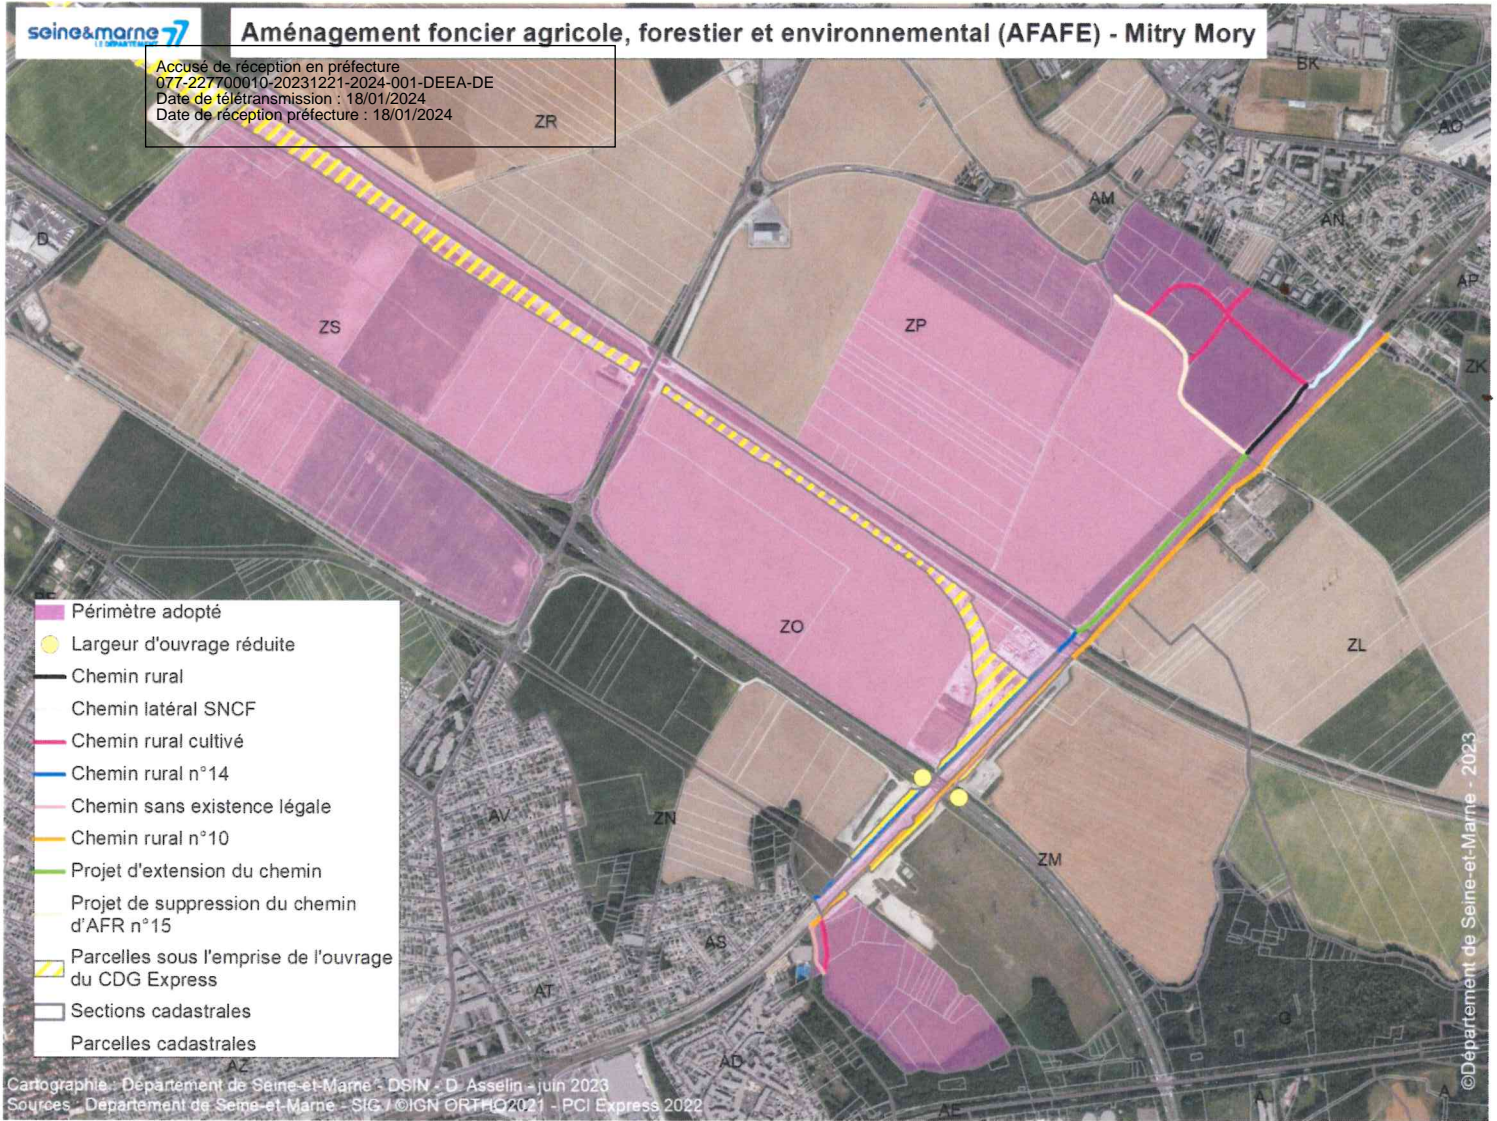 seine&marne 77
LE DÉPARTEMENT
Aménagement foncier agricole, forestier et environnemental (AFAFE) - Mitry Mory
Accusé de réception en préfecture
077-227700010-20231221-2024-001-DEEA-DE
Date de télétransmission : 18/01/2024
Date de réception préfecture : 18/01/2024
ZR
BK
AO
AM
AN
AP
D
ZS
ZP
ZK
ZO
ZL
Périmètre adopté
Largeur d'ouvrage réduite
Chemin rural
Chemin latéral SNCF
Chemin rural cultivé
Chemin rural n°14
Chemin sans existence légale
Chemin rural n°10
Projet d'extension du chemin
Projet de suppression du chemin
d'AFR n°15
Parcelles sous l'emprise de l'ouvrage
du CDG Express
Sections cadastrales
Parcelles cadastrales
AV
ZN
ZM
AS
AT
G
AD
AZ
AE
A
©Département de Seine-et-Marne - 2023
Cartographie : Département de Seine-et-Marne - DSIN - D. Asselin - juin 2023
Sources : Département de Seine-et-Marne - SIG / ©IGN ORTHO2021 - PCI Express 2022